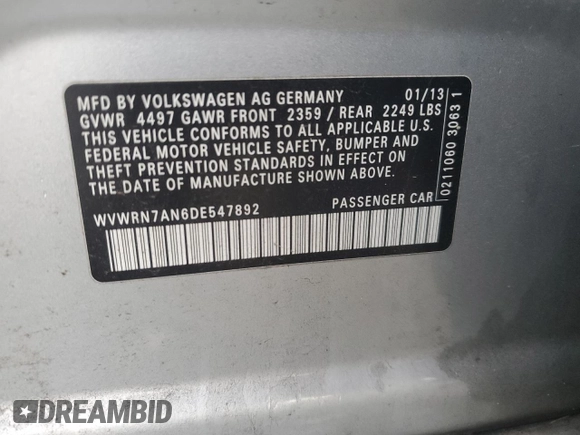 MFD BY VOLKSWAGEN AG GERMANY 01/13
GVWR 4497 GAWR FRONT 2359 / REAR 2249 LBS
THIS VEHICLE CONFORMS TO ALL APPLICABLE U.S.
FEDERAL MOTOR VEHICLE SAFETY, BUMPER AND
THEFT PREVENTION STANDARDS IN EFFECT ON
THE DATE OF MANUFACTURE SHOWN ABOVE.
WVWRN7AN6DE547892 PASSENGER CAR
0211060 30631
DREAMBID